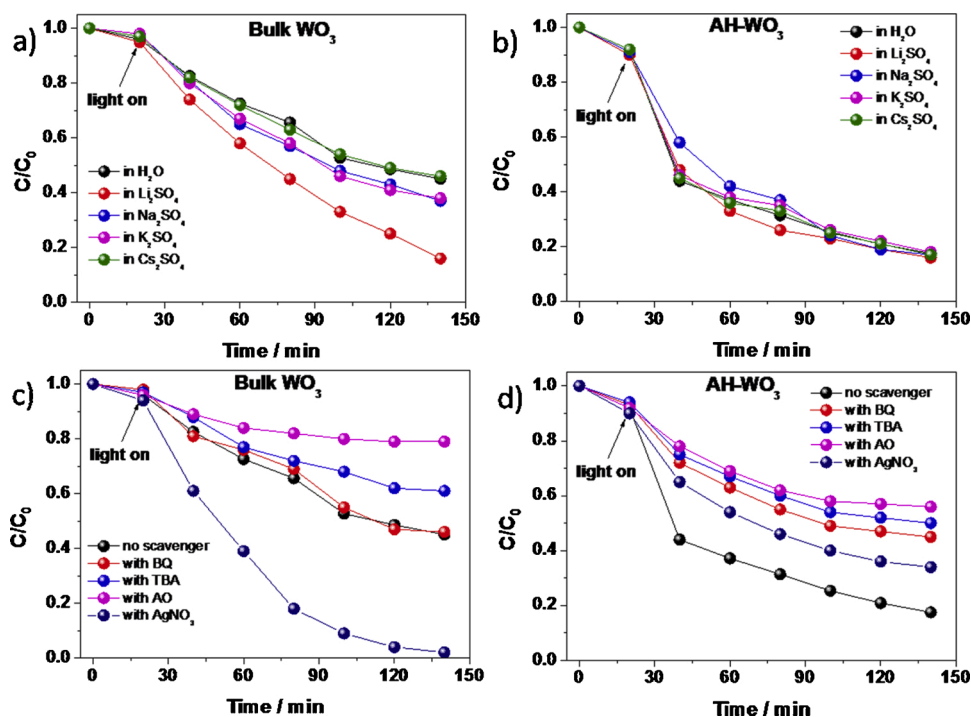 a)
Bulk WO₃
1.0
0.8
0.6
0.4
0.2
0.0
C/C₀
light on
in H₂O
in Li₂SO₄
in Na₂SO₄
in K₂SO₄
in Cs₂SO₄
0 30 60 90 120 150
Time / min
b)
AH-WO₃
1.0
0.8
0.6
0.4
0.2
0.0
C/C₀
light on
in H₂O
in Li₂SO₄
in Na₂SO₄
in K₂SO₄
in Cs₂SO₄
0 30 60 90 120 150
Time / min
c)
Bulk WO₃
1.0
0.8
0.6
0.4
0.2
0.0
C/C₀
light on
no scavenger
with BQ
with TBA
with AO
with AgNO₃
0 30 60 90 120 150
Time / min
d)
AH-WO₃
1.0
0.8
0.6
0.4
0.2
0.0
C/C₀
light on
no scavenger
with BQ
with TBA
with AO
with AgNO₃
0 30 60 90 120 150
Time / min